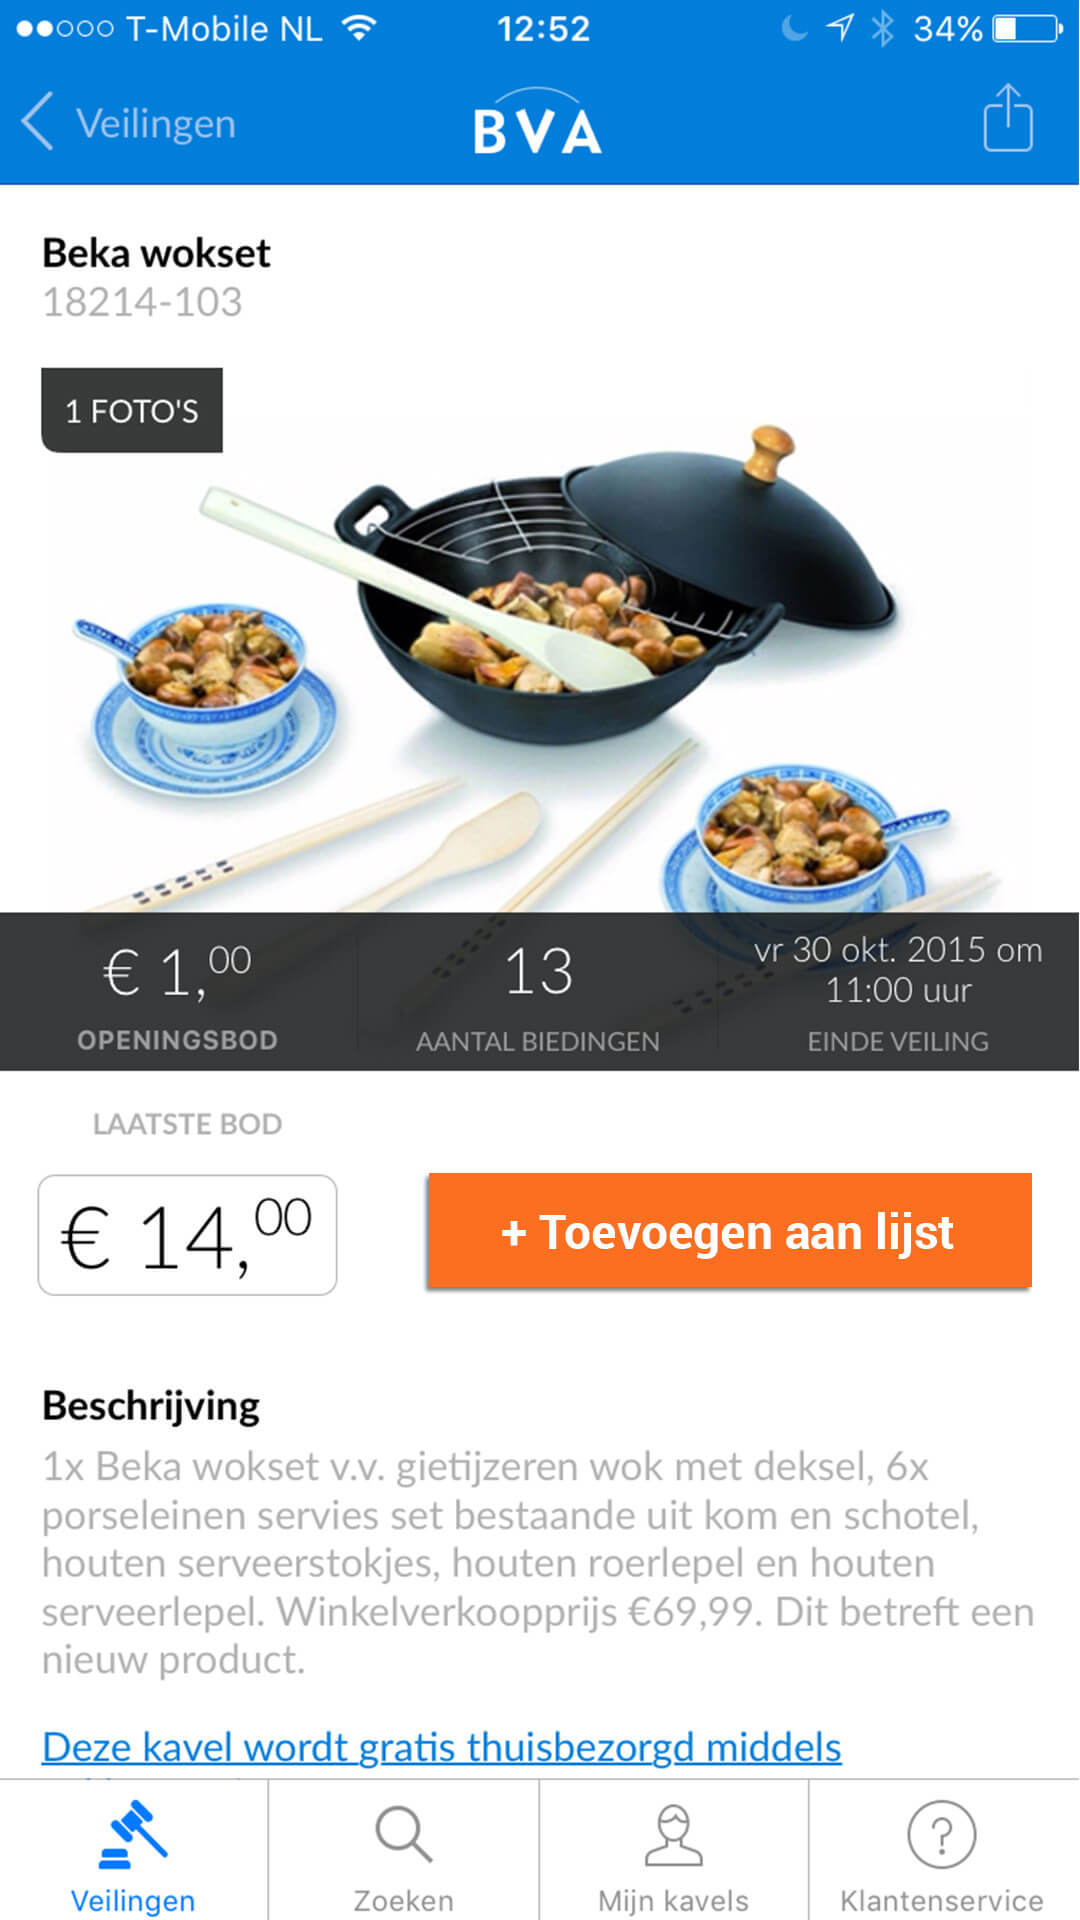 T-Mobile NL 12:52 34%
Veilingen BVA
Beka wokset
18214-103
1 FOTO'S
€ 1,00 13 vr 30 okt. 2015 om
11:00 uur
OPENINGSBOD AANTAL BIEDINGEN EINDE VEILING
LAATSTE BOD
€ 14,00 + Toevoegen aan lijst
Beschrijving
1x Beka wokset v.v. gietijzeren wok met deksel, 6x
porseleinen servies set bestaande uit kom en schotel,
houten serveerstokjes, houten roerlepel en houten
serveerlepel. Winkelverkoopprijs €69,99. Dit betreft een
nieuw product.
Deze kavel wordt gratis thuisbezorgd middels
Veilingen Zoeken Mijn kavels Klantenservice